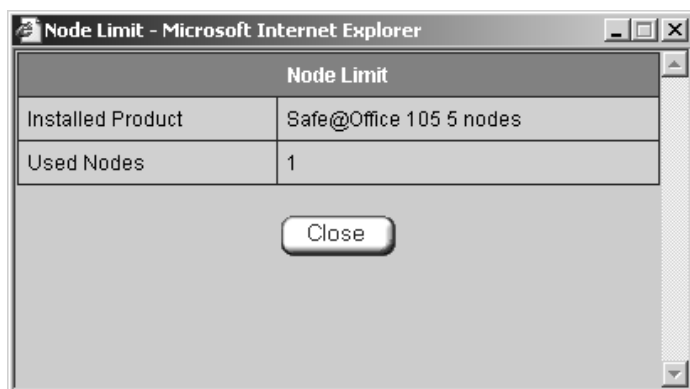 Node Limit - Microsoft Internet Explorer
Node Limit
Installed Product Safe@Office 105 5 nodes
Used Nodes 1
Close